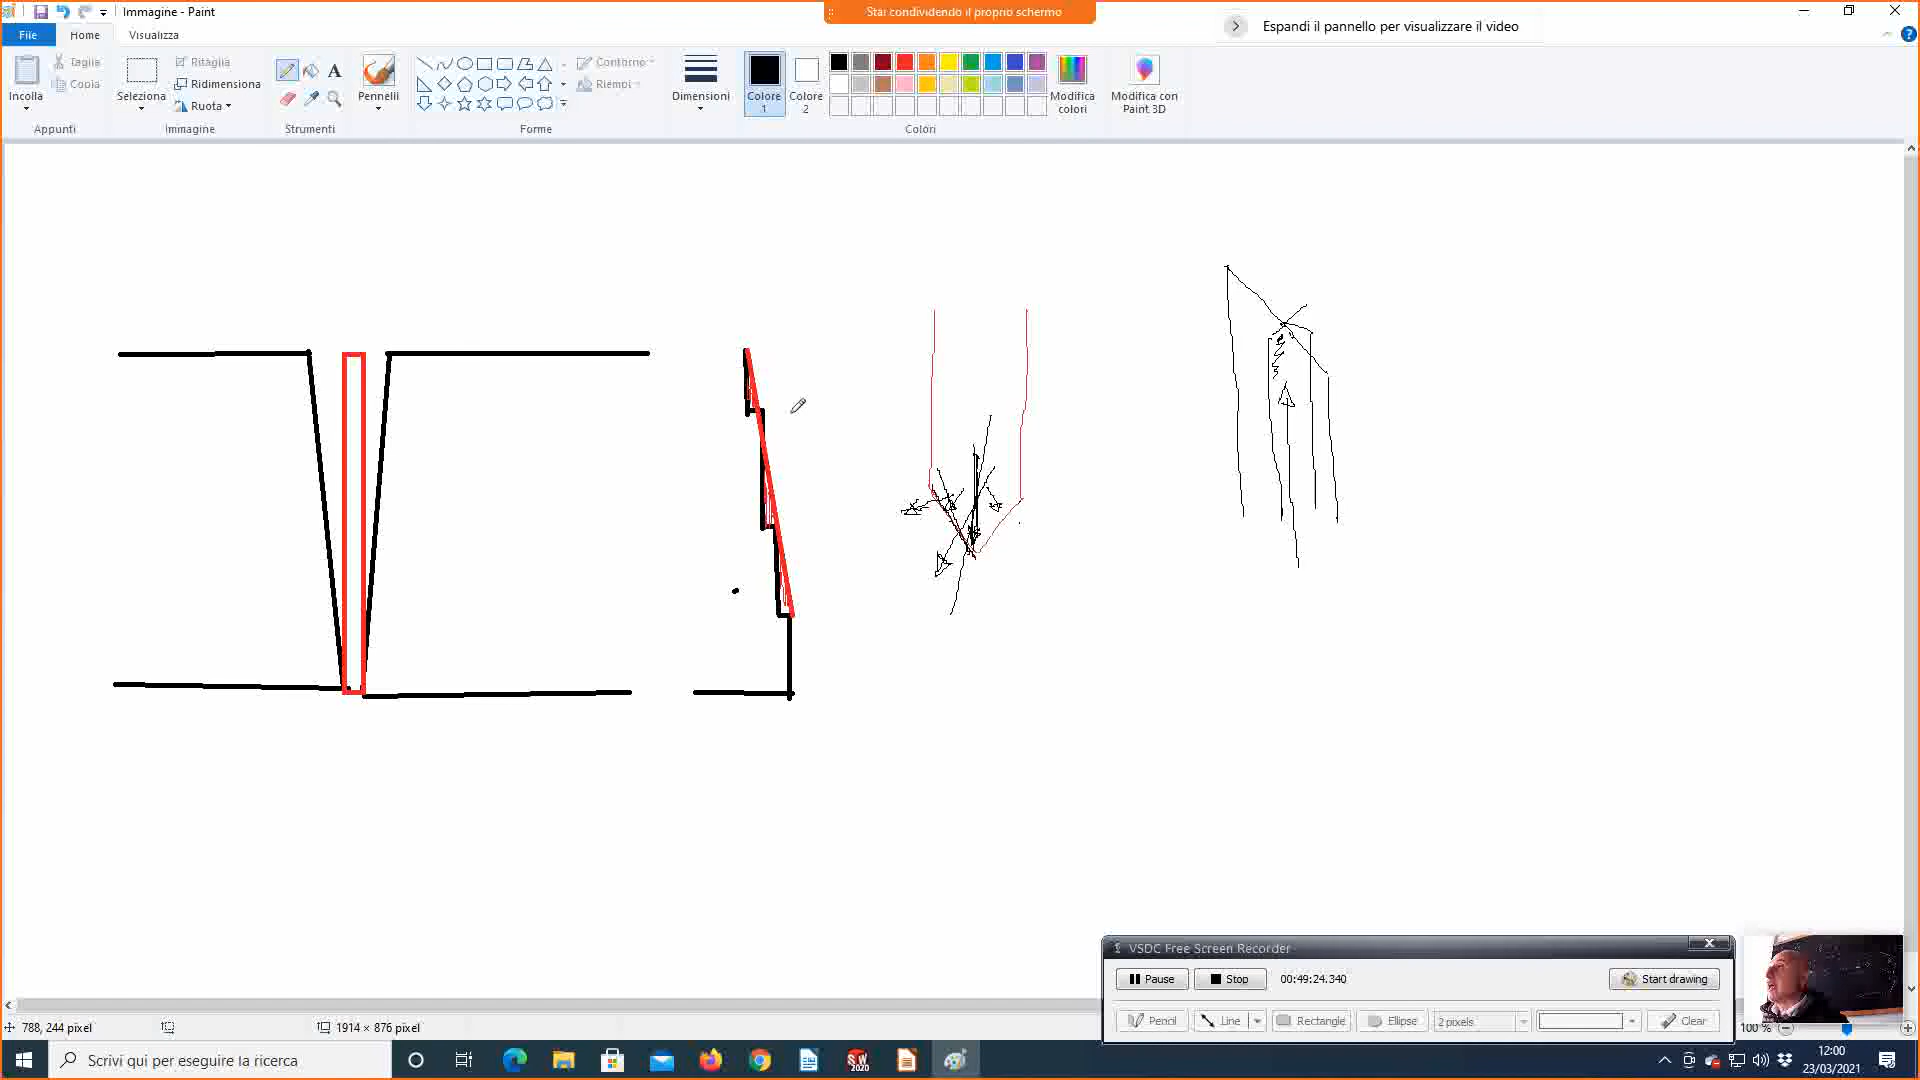 Immagine - Paint
Stai condividendo il proprio schermo
Espandi il pannello per visualizzare il video
File
Home
Visualizza
Incolla
Taglia
Copia
Appunti
Seleziona
Ritaglia
Ridimensiona
Ruota
Immagine
A
Strumenti
Pennelli
Contorno
Riempi
Forme
Dimensioni
Colore 1
Colore 2
Modifica colori
Colori
Modifica con Paint 3D
VSDC Free Screen Recorder
Pause
Stop
00:49:24.340
Start drawing
Pencil
Line
Rectangle
Ellipse
2 pixels
Clear
788, 244 pixel
1914 × 876 pixel
100 %
Scrivi qui per eseguire la ricerca
SW 2020
12:00
23/03/2021